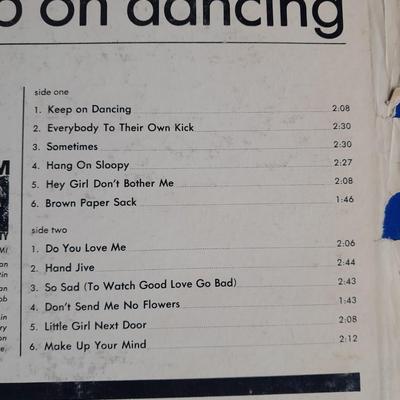 on dancing
side one
1. Keep on Dancing 2:08
2. Everybody To Their Own Kick 2:30
3. Sometimes 2:30
4. Hang On Sloopy 2:27
5. Hey Girl Don't Bother Me 2:08
6. Brown Paper Sack 1:46
side two
1. Do You Love Me 2:06
2. Hand Jive 2:44
3. So Sad (To Watch Good Love Go Bad) 2:43
4. Don't Send Me No Flowers 1:43
5. Little Girl Next Door 2:08
6. Make Up Your Mind 2:12